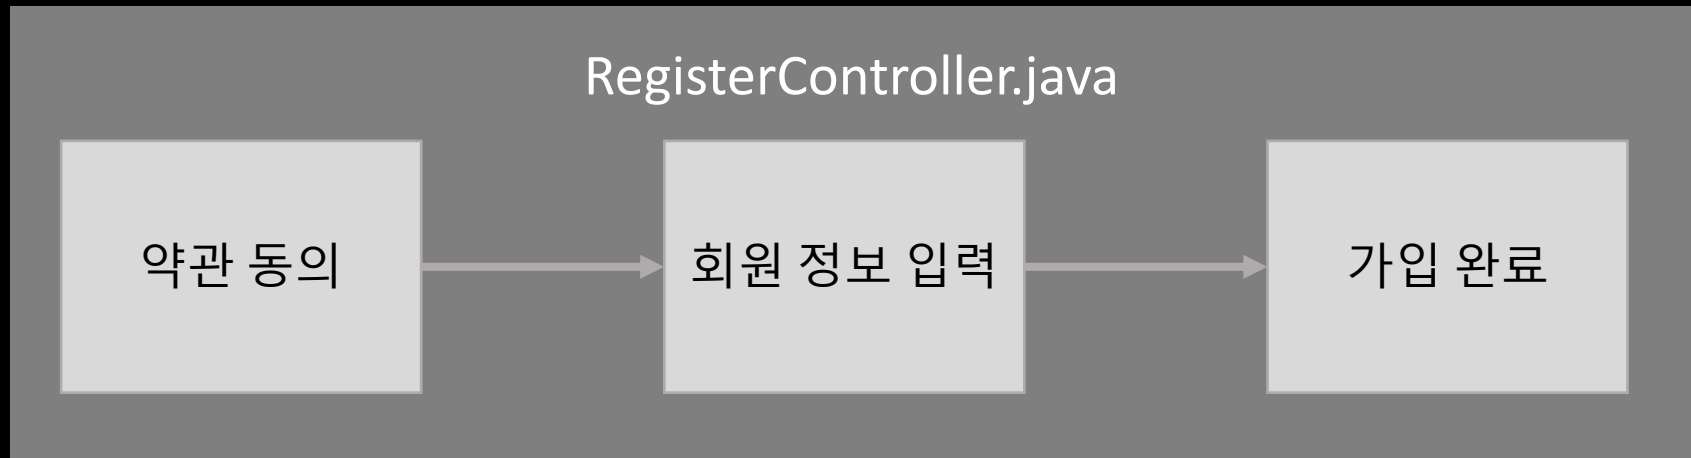 RegisterController.java
약관 동의
회원 정보 입력
가입 완료